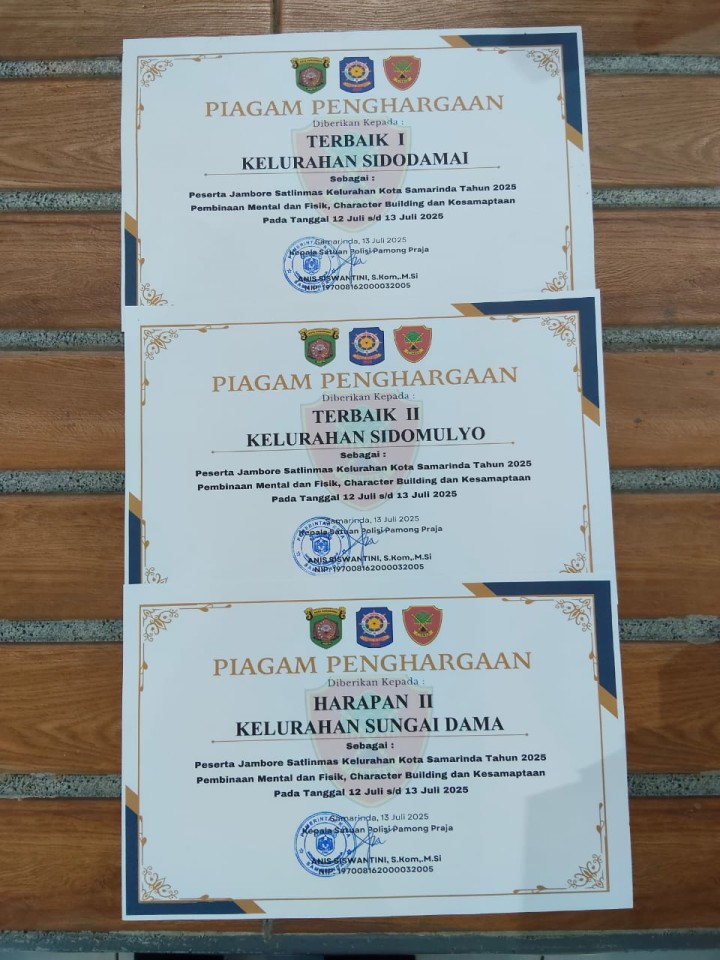 PIAGAM PENGHARGAAN
Diberikan Kepada :
TERBAIK I
KELURAHAN SIDODAMAI
Sebagai :
Peserta Jambore Satlinmas Kelurahan Kota Samarinda Tahun 2025
Pembinaan Mental dan Fisik, Character Building dan Kesamaptaan
Pada Tanggal 12 Juli s/d 13 Juli 2025
Samarinda, 13 Juli 2025
Kepala Satuan Polisi Pamong Praja
ANIS SISWANTINI, S.Kom,.M.Si
NIP. 197008162000032005
PIAGAM PENGHARGAAN
Diberikan Kepada :
TERBAIK II
KELURAHAN SIDOMULYO
Sebagai :
Peserta Jambore Satlinmas Kelurahan Kota Samarinda Tahun 2025
Pembinaan Mental dan Fisik, Character Building dan Kesamaptaan
Pada Tanggal 12 Juli s/d 13 Juli 2025
Samarinda, 13 Juli 2025
Kepala Satuan Polisi Pamong Praja
ANIS SISWANTINI, S.Kom,.M.Si
NIP. 197008162000032005
PIAGAM PENGHARGAAN
Diberikan Kepada :
HARAPAN II
KELURAHAN SUNGAI DAMA
Sebagai :
Peserta Jambore Satlinmas Kelurahan Kota Samarinda Tahun 2025
Pembinaan Mental dan Fisik, Character Building dan Kesamaptaan
Pada Tanggal 12 Juli s/d 13 Juli 2025
Samarinda, 13 Juli 2025
Kepala Satuan Polisi Pamong Praja
ANIS SISWANTINI, S.Kom,.M.Si
NIP. 197008162000032005